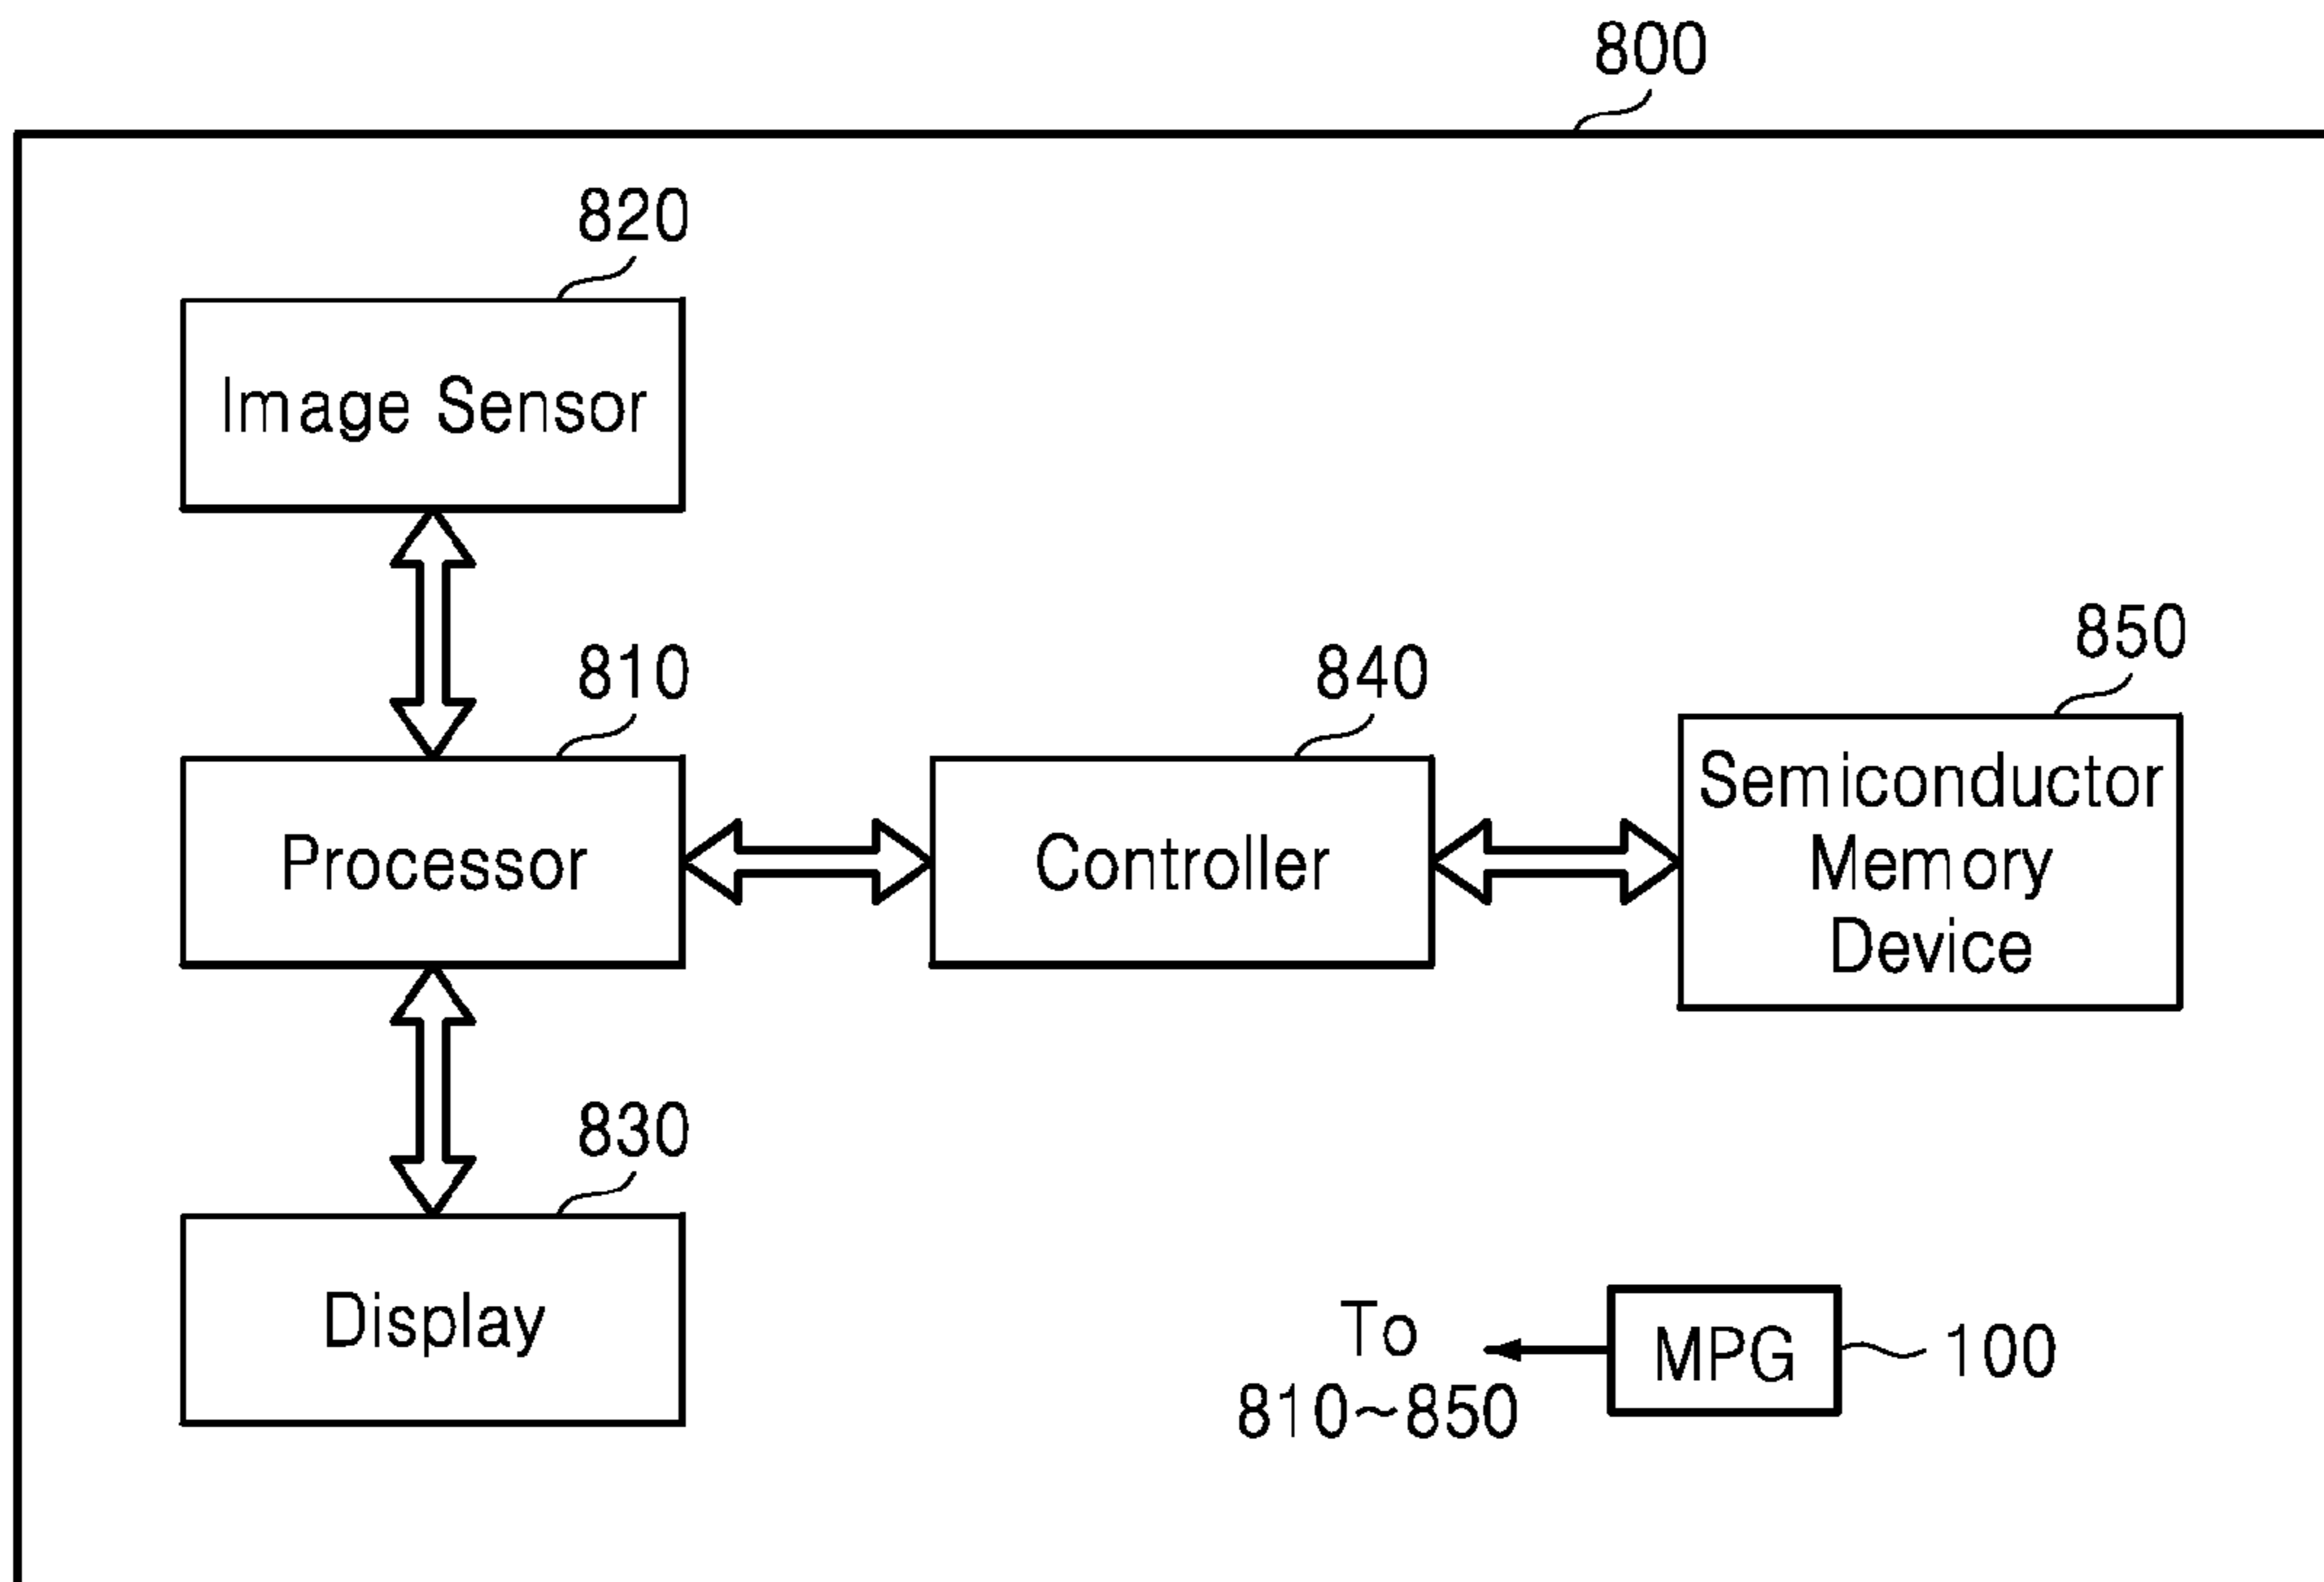 800
820
Image Sensor
810
840
850
Processor
Controller
Semiconductor
Memory
Device
830
Display
To
810~850
MPG
100